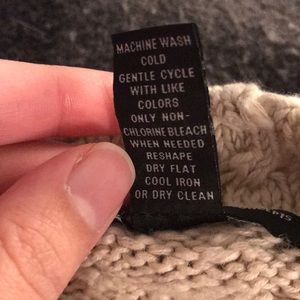 MACHINE WASH
COLD
GENTLE CYCLE
WITH LIKE
COLORS
ONLY NON-
CHLORINE BLEACH
WHEN NEEDED
RESHAPE
DRY FLAT
COOL IRON
OR DRY CLEAN